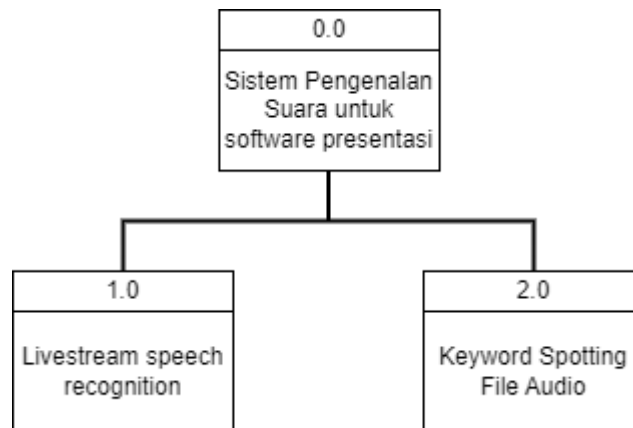 0.0
Sistem Pengenalan
Suara untuk
software presentasi
1.0
Livestream speech
recognition
2.0
Keyword Spotting
File Audio